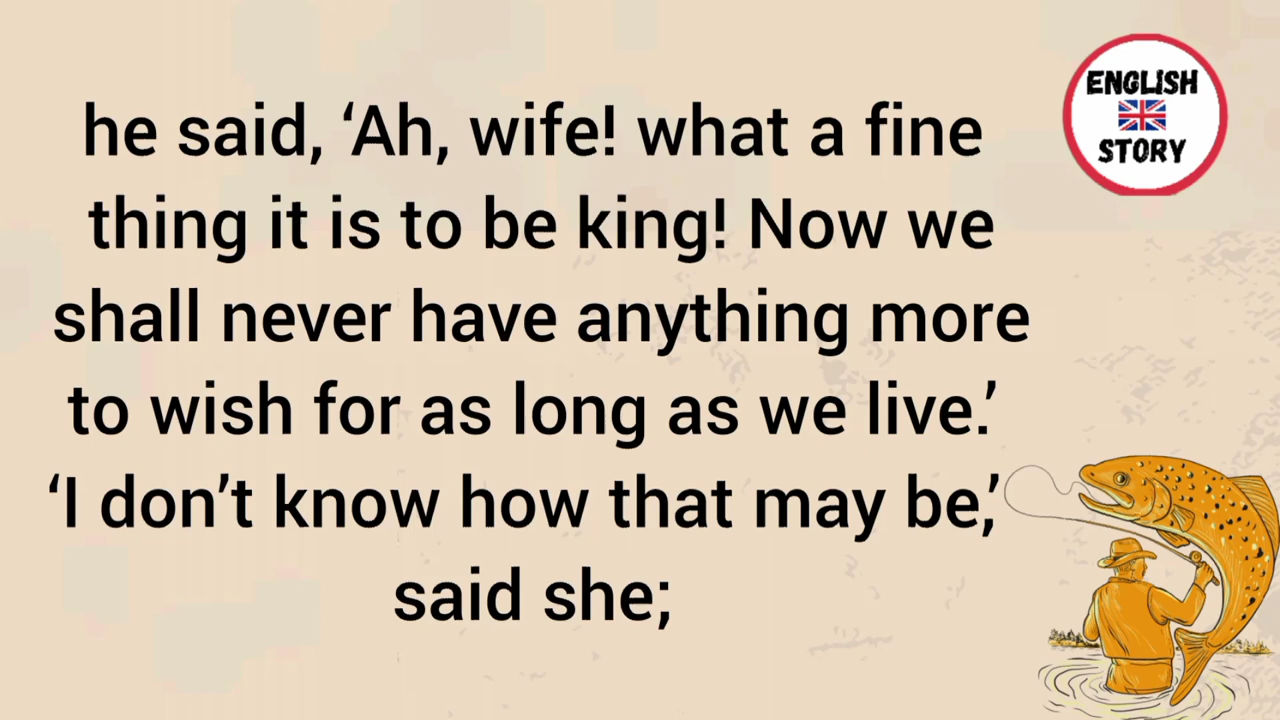 he said, ‘Ah, wife! what a fine
thing it is to be king! Now we
shall never have anything more
to wish for as long as we live.’
‘I don’t know how that may be,’
said she;
ENGLISH
STORY